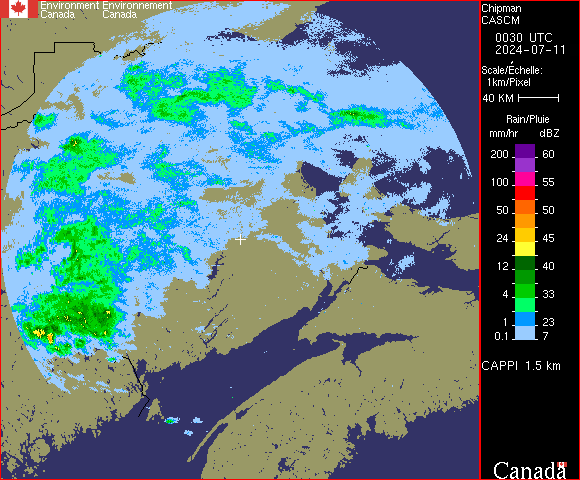 Environment Environnement
Canada Canada
Chipman
CASCM
0030 UTC
2024-07-11
Scale/Echelle:
1km/Pixel
40 KM
Rain/Pluie
mm/hr dBZ
200 60
100 55
50 50
24 45
12 40
4 33
1 23
0.1 7
CAPPI 1.5 km
Canada